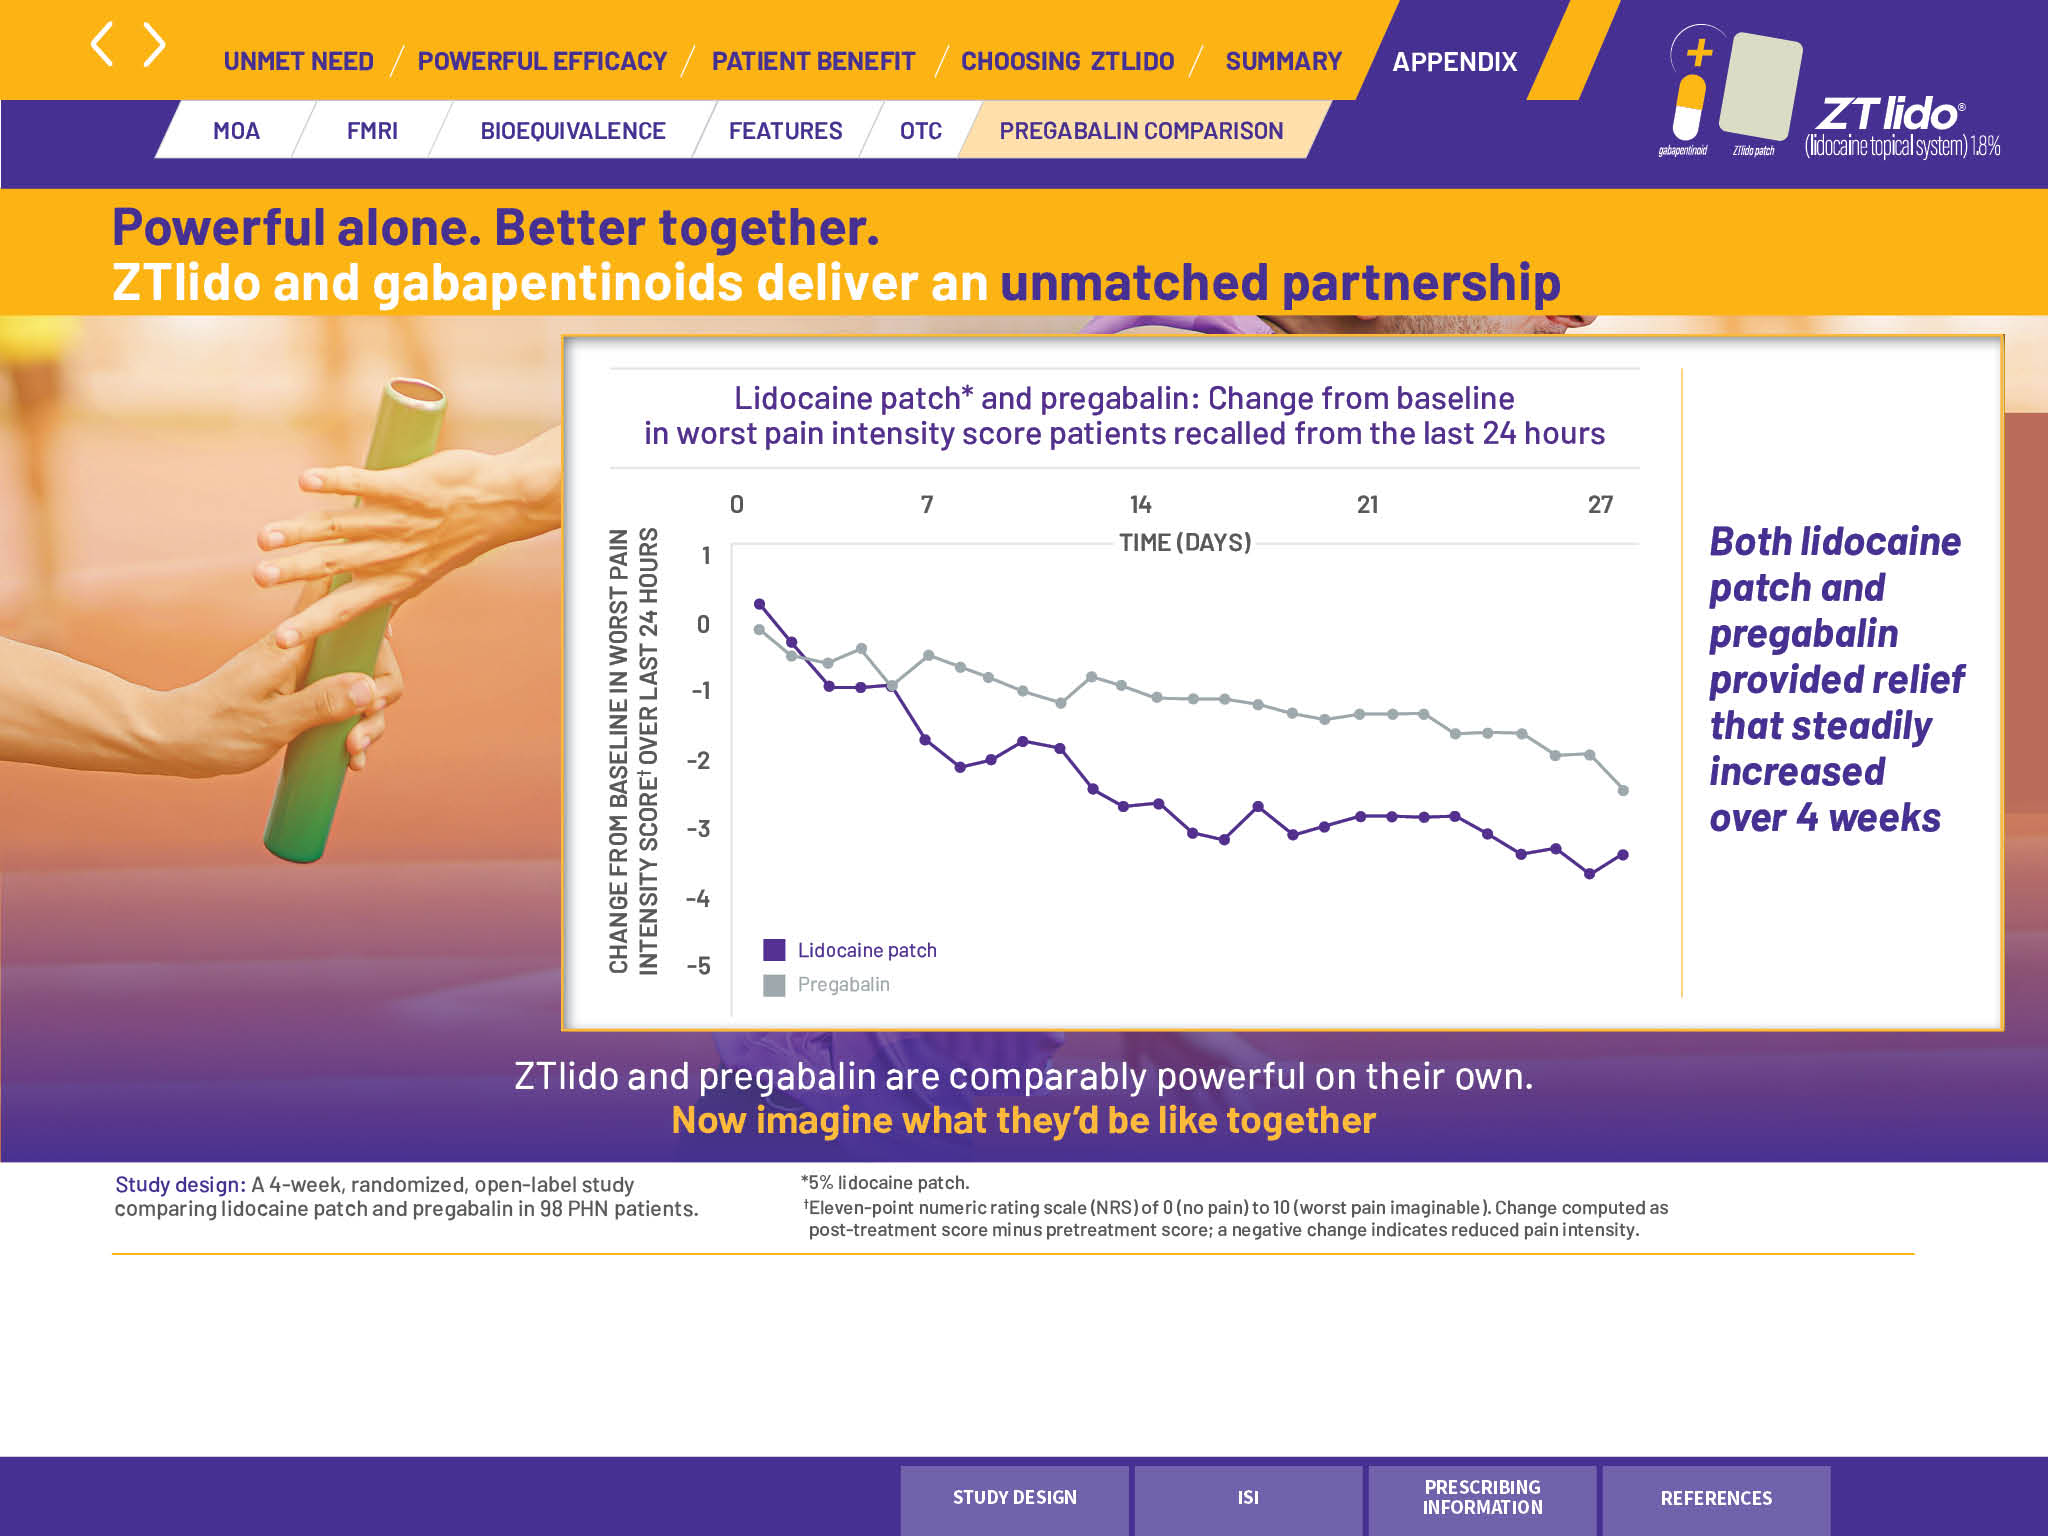 UNMET NEED / POWERFUL EFFICACY / PATIENT BENEFIT / CHOOSING ZTLIDO / SUMMARY APPENDIX
MOA FMRI BIOEQUIVALENCE FEATURES OTC PREGABALIN COMPARISON
gabapentinoid ZTlido patch
ZTlido®
(lidocaine topical system) 1.8%
Powerful alone. Better together.
ZTlido and gabapentinoids deliver an unmatched partnership
Lidocaine patch* and pregabalin: Change from baseline
in worst pain intensity score patients recalled from the last 24 hours
0 7 14 21 27
TIME (DAYS)
CHANGE FROM BASELINE IN WORST PAIN
INTENSITY SCORE† OVER LAST 24 HOURS
1
0
-1
-2
-3
-4
-5
Lidocaine patch
Pregabalin
Both lidocaine
patch and
pregabalin
provided relief
that steadily
increased
over 4 weeks
ZTlido and pregabalin are comparably powerful on their own.
Now imagine what they’d be like together
Study design: A 4-week, randomized, open-label study
comparing lidocaine patch and pregabalin in 98 PHN patients.
*5% lidocaine patch.
†Eleven-point numeric rating scale (NRS) of 0 (no pain) to 10 (worst pain imaginable). Change computed as
post-treatment score minus pretreatment score; a negative change indicates reduced pain intensity.
STUDY DESIGN
ISI
PRESCRIBING
INFORMATION
REFERENCES